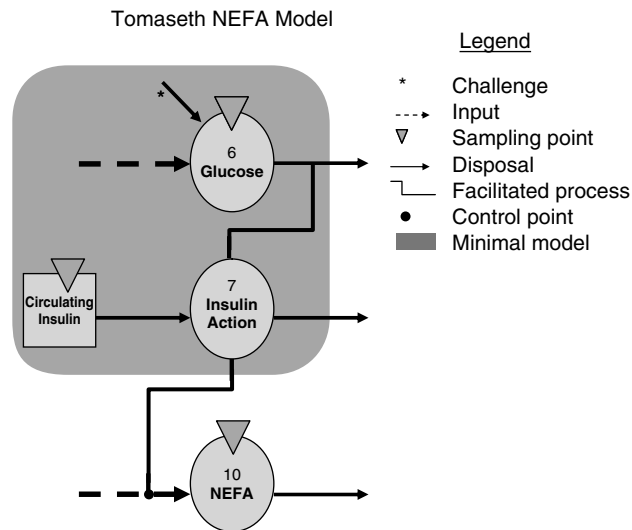 Tomaseth NEFA Model
Legend
* Challenge
Input
Sampling point
Disposal
Facilitated process
Control point
Minimal model
*
6
Glucose
7
Insulin
Action
Circulating
Insulin
10
NEFA